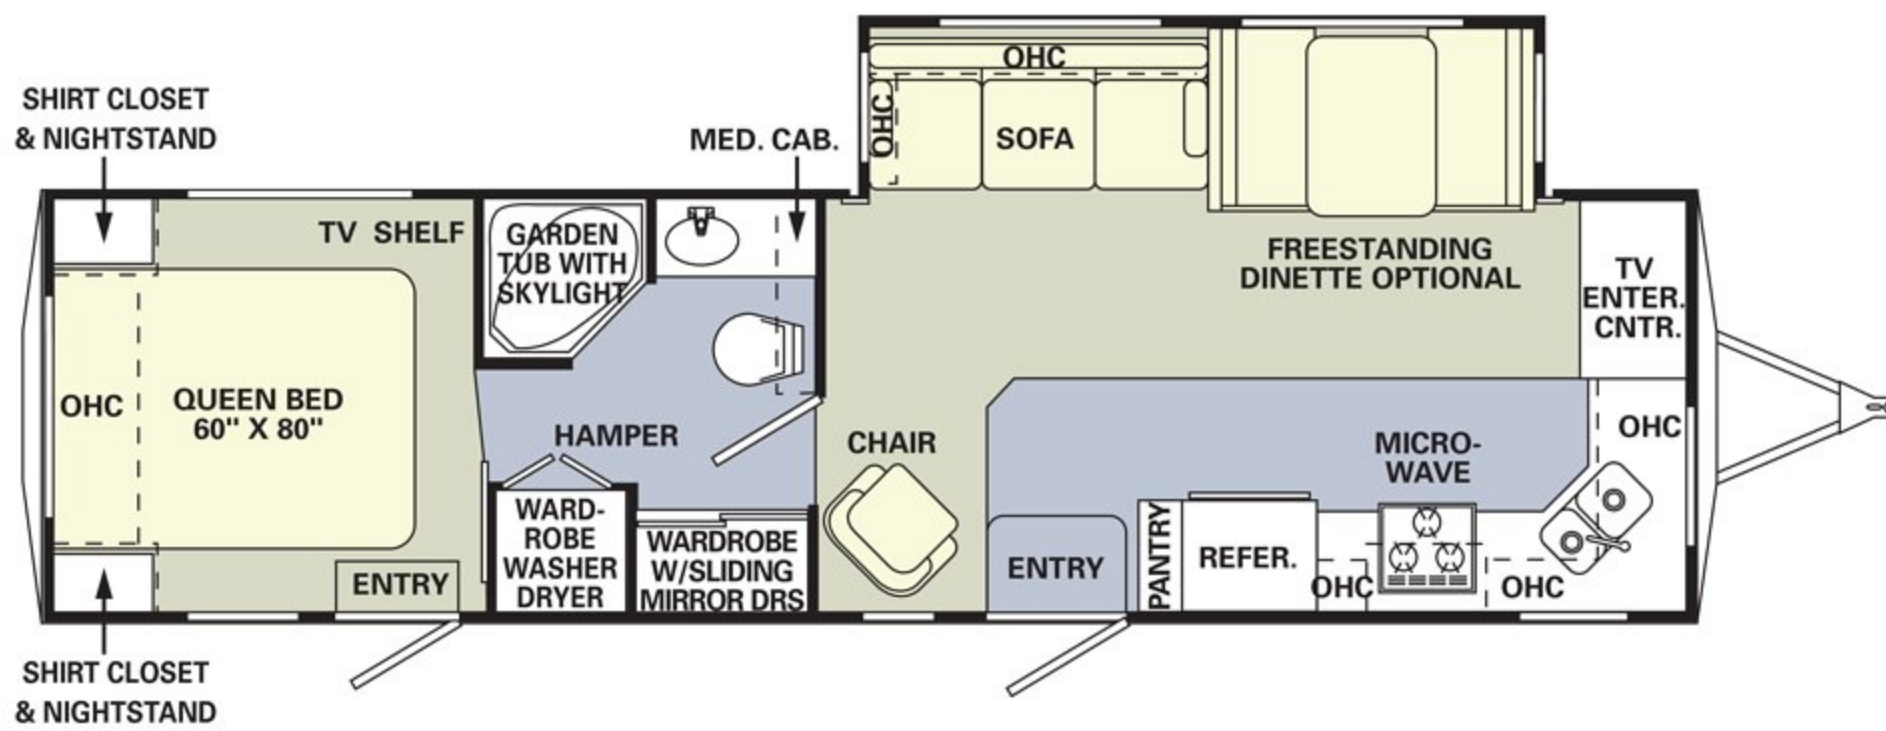 SHIRT CLOSET
& NIGHTSTAND
MED. CAB.
OHC
OHC
SOFA
TV SHELF
GARDEN
TUB WITH
SKYLIGHT
FREESTANDING
DINETTE OPTIONAL
TV
ENTER.
CNTR.
OHC
QUEEN BED
60" X 80"
HAMPER
CHAIR
MICRO-
WAVE
OHC
ENTRY
WARD-
ROBE
WASHER
DRYER
WARDROBE
W/SLIDING
MIRROR DRS
ENTRY
PANTRY
REFER.
OHC
OHC
SHIRT CLOSET
& NIGHTSTAND